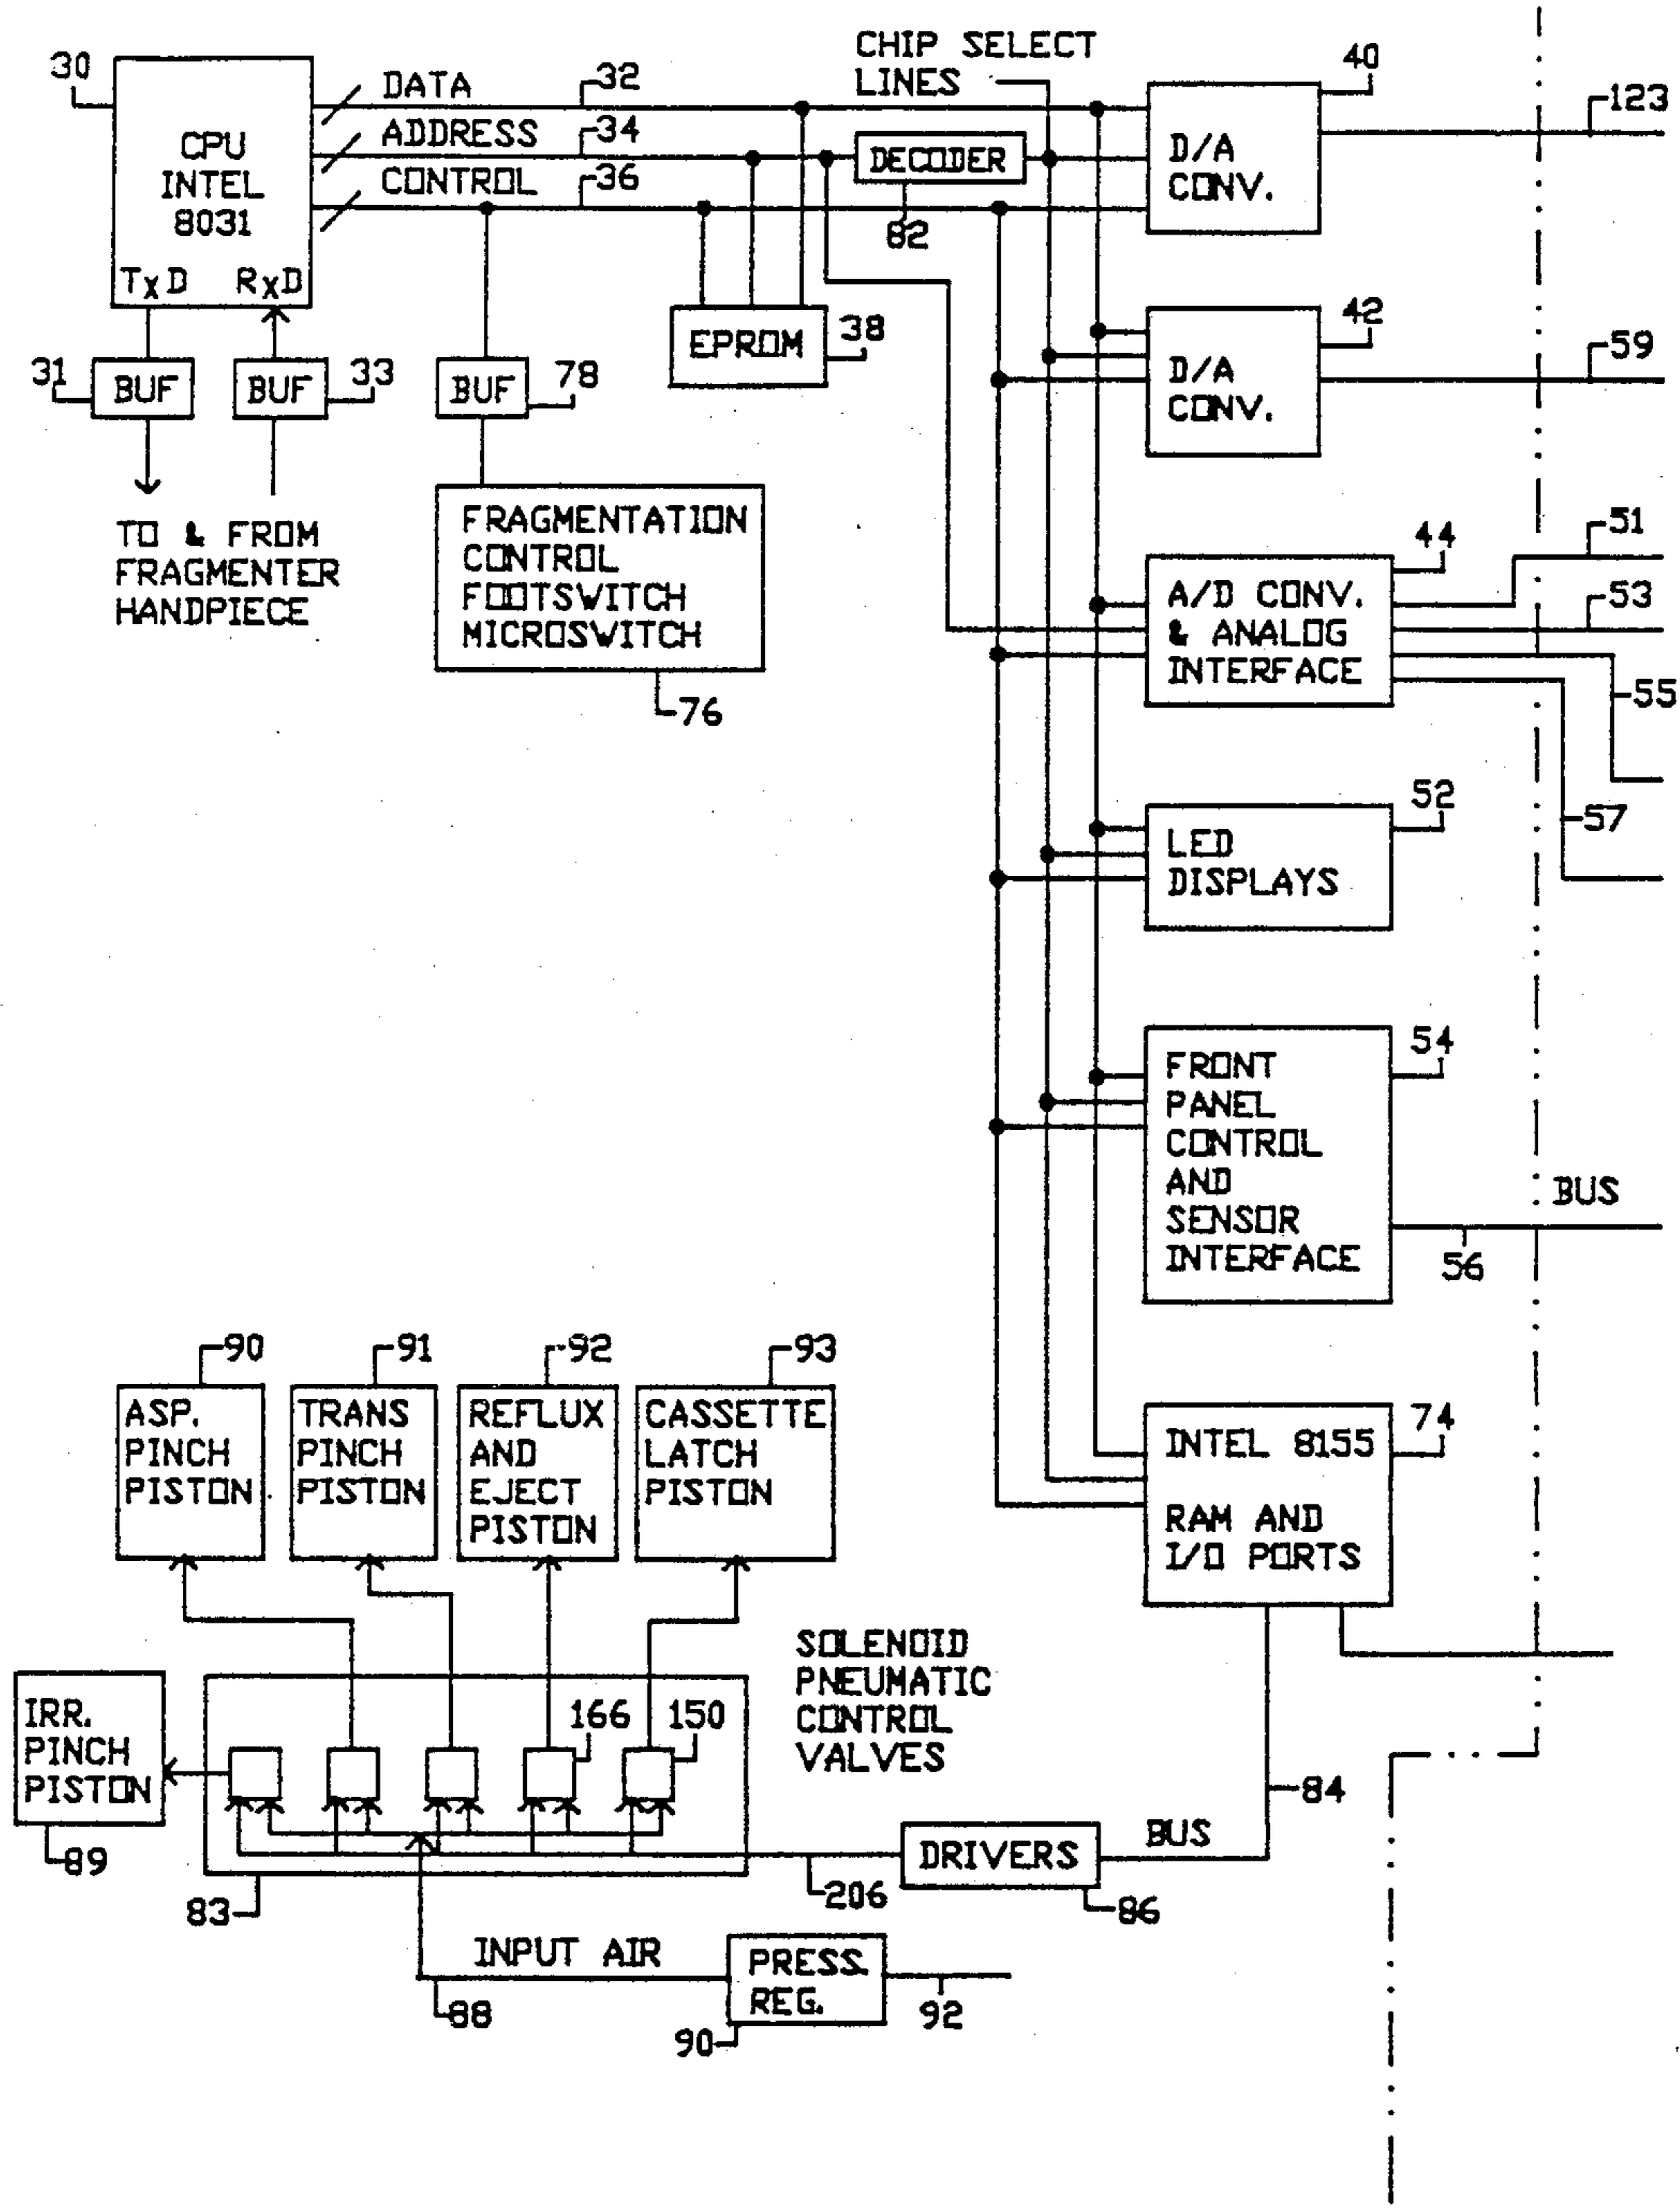 CHIP SELECT
LINES
30
DATA
32
40
123
CPU
INTEL
8031
ADDRESS
34
DECODER
D/A
CONV.
CONTROL
36
82
TxD
RxD
31
BUF
BUF
33
BUF
78
EPROM
38
42
D/A
CONV.
59
TO & FROM
FRAGMENTER
HANDPIECE
FRAGMENTATION
CONTROL
FOOTSWITCH
MICROSWITCH
76
44
A/D CONV.
& ANALOG
INTERFACE
51
53
55
57
52
LED
DISPLAYS
54
FRONT
PANEL
CONTROL
AND
SENSOR
INTERFACE
BUS
56
90
91
92
93
ASP.
PINCH
PISTON
TRANS
PINCH
PISTON
REFLUX
AND
EJECT
PISTON
CASSETTE
LATCH
PISTON
74
INTEL 8155
RAM AND
I/O PORTS
SOLENOID
PNEUMATIC
CONTROL
VALVES
IRR.
PINCH
PISTON
89
166
150
84
BUS
DRIVERS
86
206
83
INPUT AIR
88
PRESS.
REG.
90
92